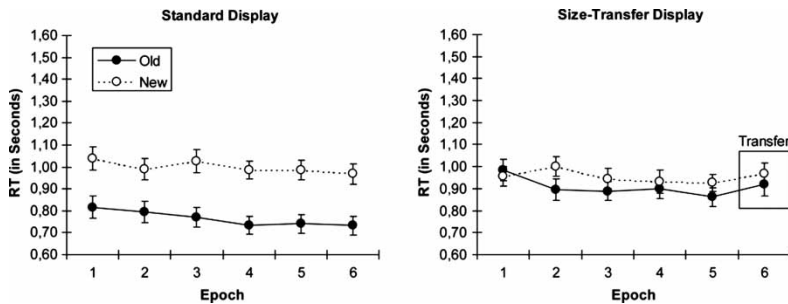 Standard Display
1,60
1,50
1,40
1,30
1,20
1,10
1,00
0,90
0,80
0,70
0,60
RT (in Seconds)
Old
New
1 2 3 4 5 6
Epoch
Size-Transfer Display
1,60
1,50
1,40
1,30
1,20
1,10
1,00
0,90
0,80
0,70
0,60
RT (in Seconds)
Transfer
1 2 3 4 5 6
Epoch